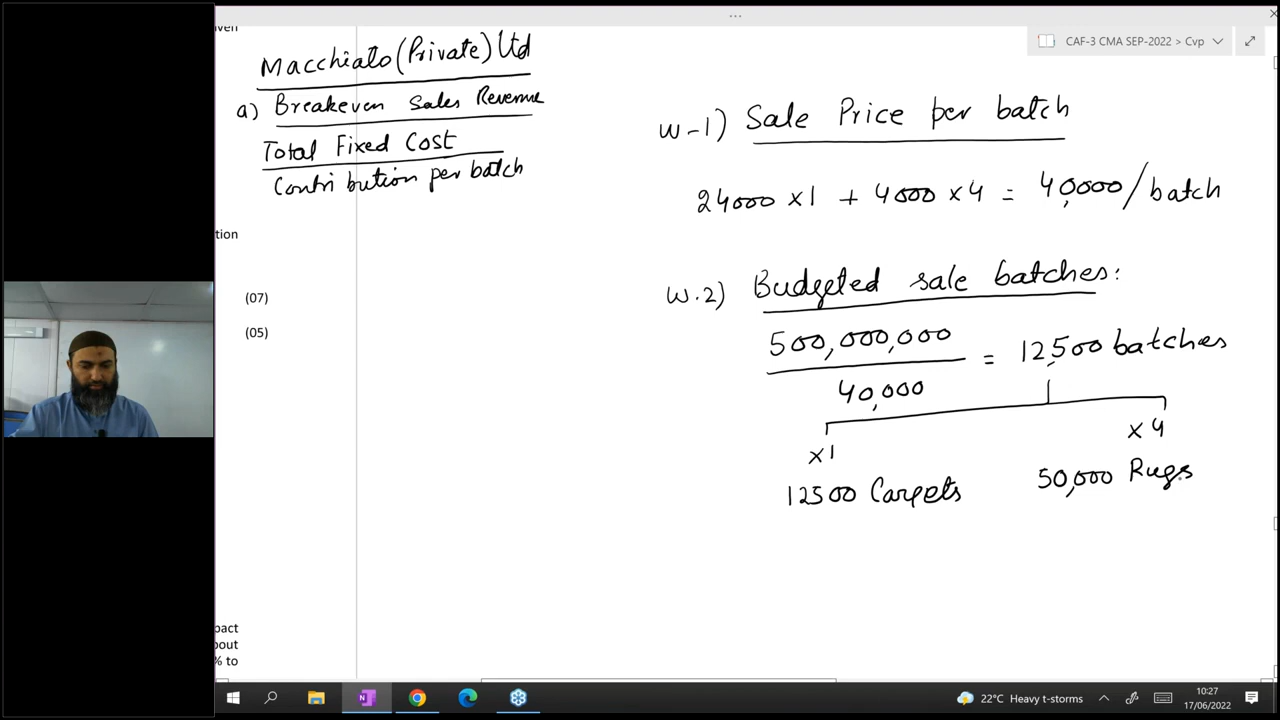 CAF-3 CMA SEP-2022 > Cvp
Macchiato (Private) Ltd
a) Breakeven Sales Revenue
Total Fixed Cost
Contribution per batch
tion
(07)
(05)
pact
bout
% to
W-1) Sale Price per batch
24000 x1 + 4000 x 4 = 40,000/batch
W.2) Budgeted sale batches:
500,000,000
40,000
= 12,500 batches
x1
x 4
12500 Carpets
50,000 Rugs
22°C Heavy t-storms
10:27
17/06/2022